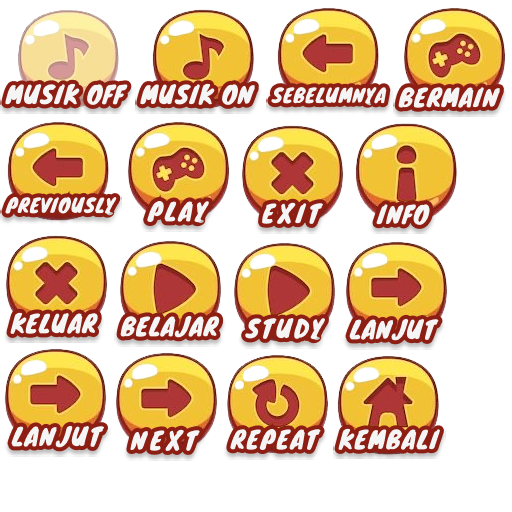 MUSIK OFF
MUSIK ON
SEBELUMNYA
BERMAIN
PREVIOUSLY
PLAY
EXIT
INFO
KELUAR
BELAJAR
STUDY
LANJUT
LANJUT
NEXT
REPEAT
KEMBALI